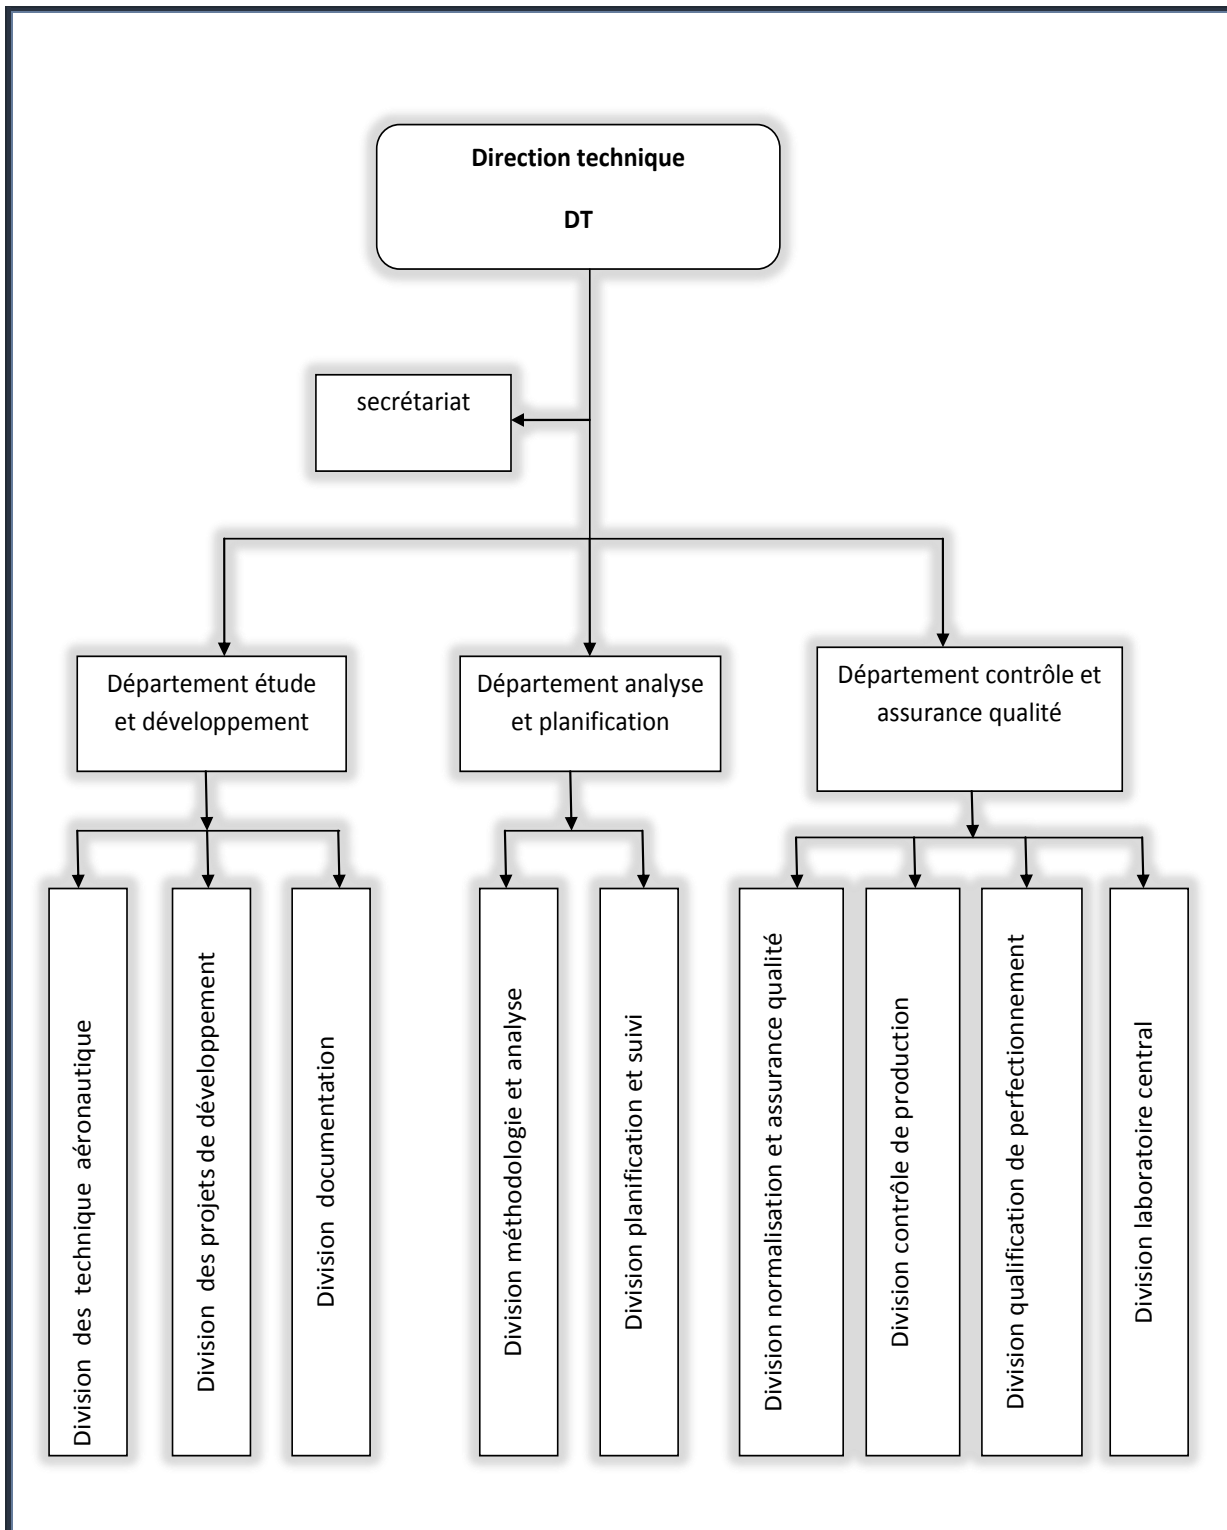 Direction technique
DT
secrétariat
Département étude
et développement
Département analyse
et planification
Département contrôle et
assurance qualité
Division des technique aéronautique
Division des projets de développement
Division documentation
Division méthodologie et analyse
Division planification et suivi
Division normalisation et assurance qualité
Division contrôle de production
Division qualification de perfectionnement
Division laboratoire central